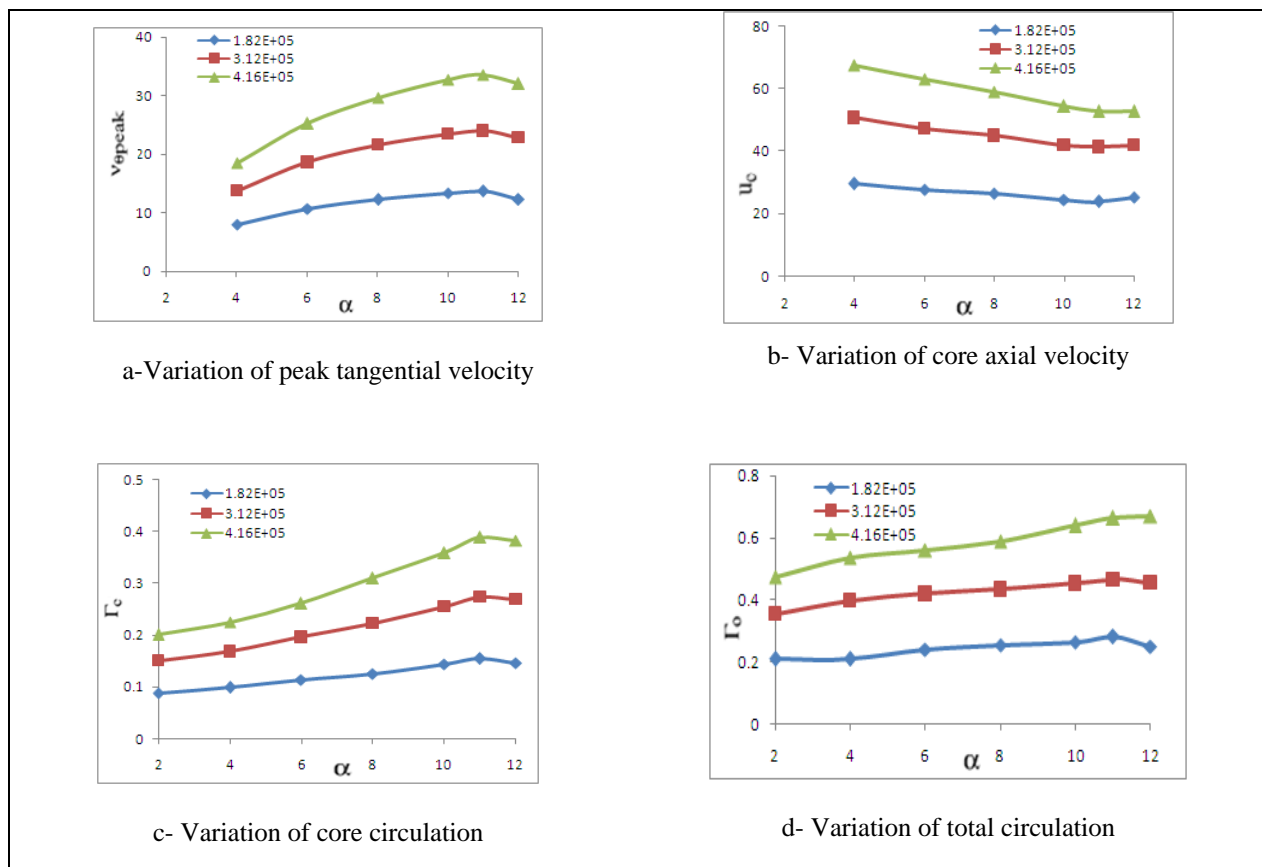 40
30
20
10
0
vθpeak
1.82E+05
3.12E+05
4.16E+05
2 4 6 8 10 12
α
a-Variation of peak tangential velocity
80
60
40
20
0
uc
1.82E+05
3.12E+05
4.16E+05
2 4 6 8 10 12
α
b- Variation of core axial velocity
0.5
0.4
0.3
0.2
0.1
0
Γc
1.82E+05
3.12E+05
4.16E+05
2 4 6 8 10 12
α
c- Variation of core circulation
0.8
0.6
0.4
0.2
0
Γo
1.82E+05
3.12E+05
4.16E+05
2 4 6 8 10 12
α
d- Variation of total circulation